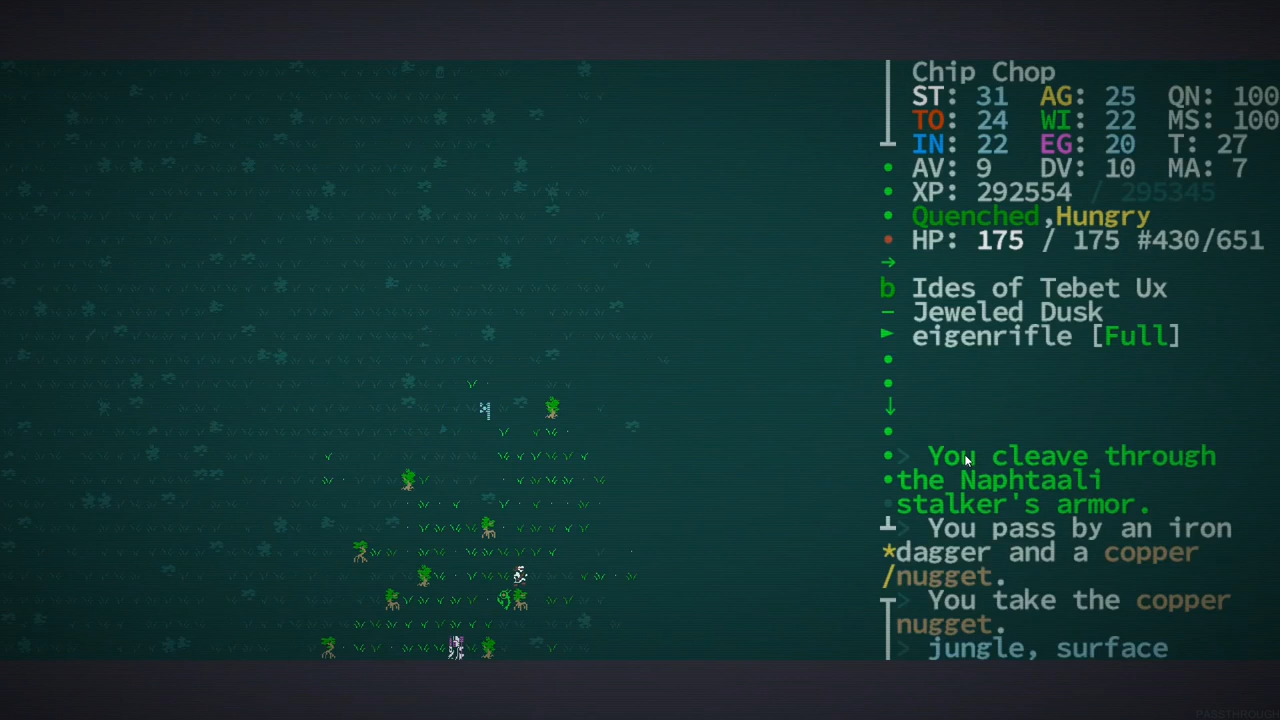 Chip Chop
ST: 31 AG: 25 QN: 100
TO: 24 WI: 22 MS: 100
IN: 22 EG: 20 T: 27
AV: 9 DV: 10 MA: 7
XP: 292554 / 295345
Quenched,Hungry
HP: 175 / 175 #430/651
b Ides of Tebet Ux
Jeweled Dusk
eigenrifle [Full]
> You cleave through
the Naphtaali
stalker's armor.
> You pass by an iron
dagger and a copper
nugget.
> You take the copper
nugget.
> jungle, surface
PASSTHROUGH